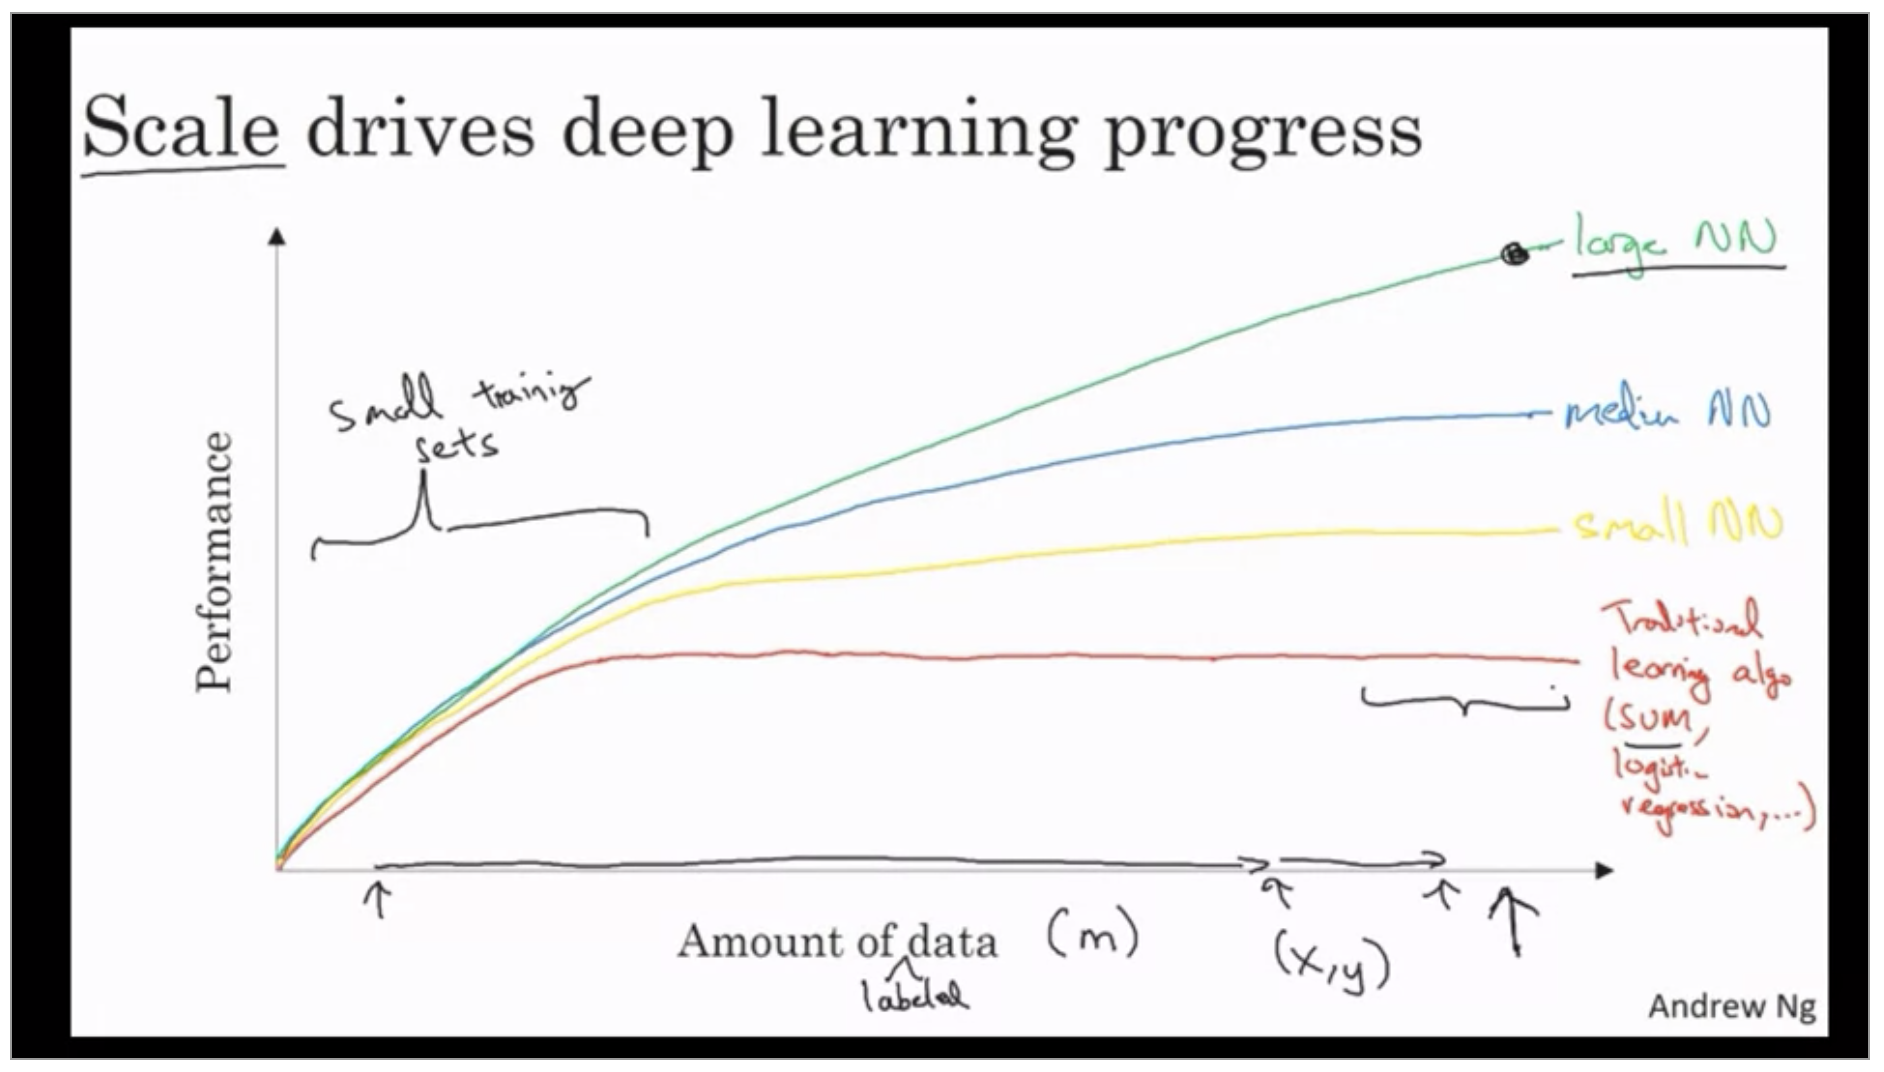 Scale drives deep learning progress
large NN
small training
sets
medium NN
small NN
Traditional
learning algo
(SVM,
logistic
regression, ...)
Performance
Amount of data (m)
labeled
(x,y)
Andrew Ng